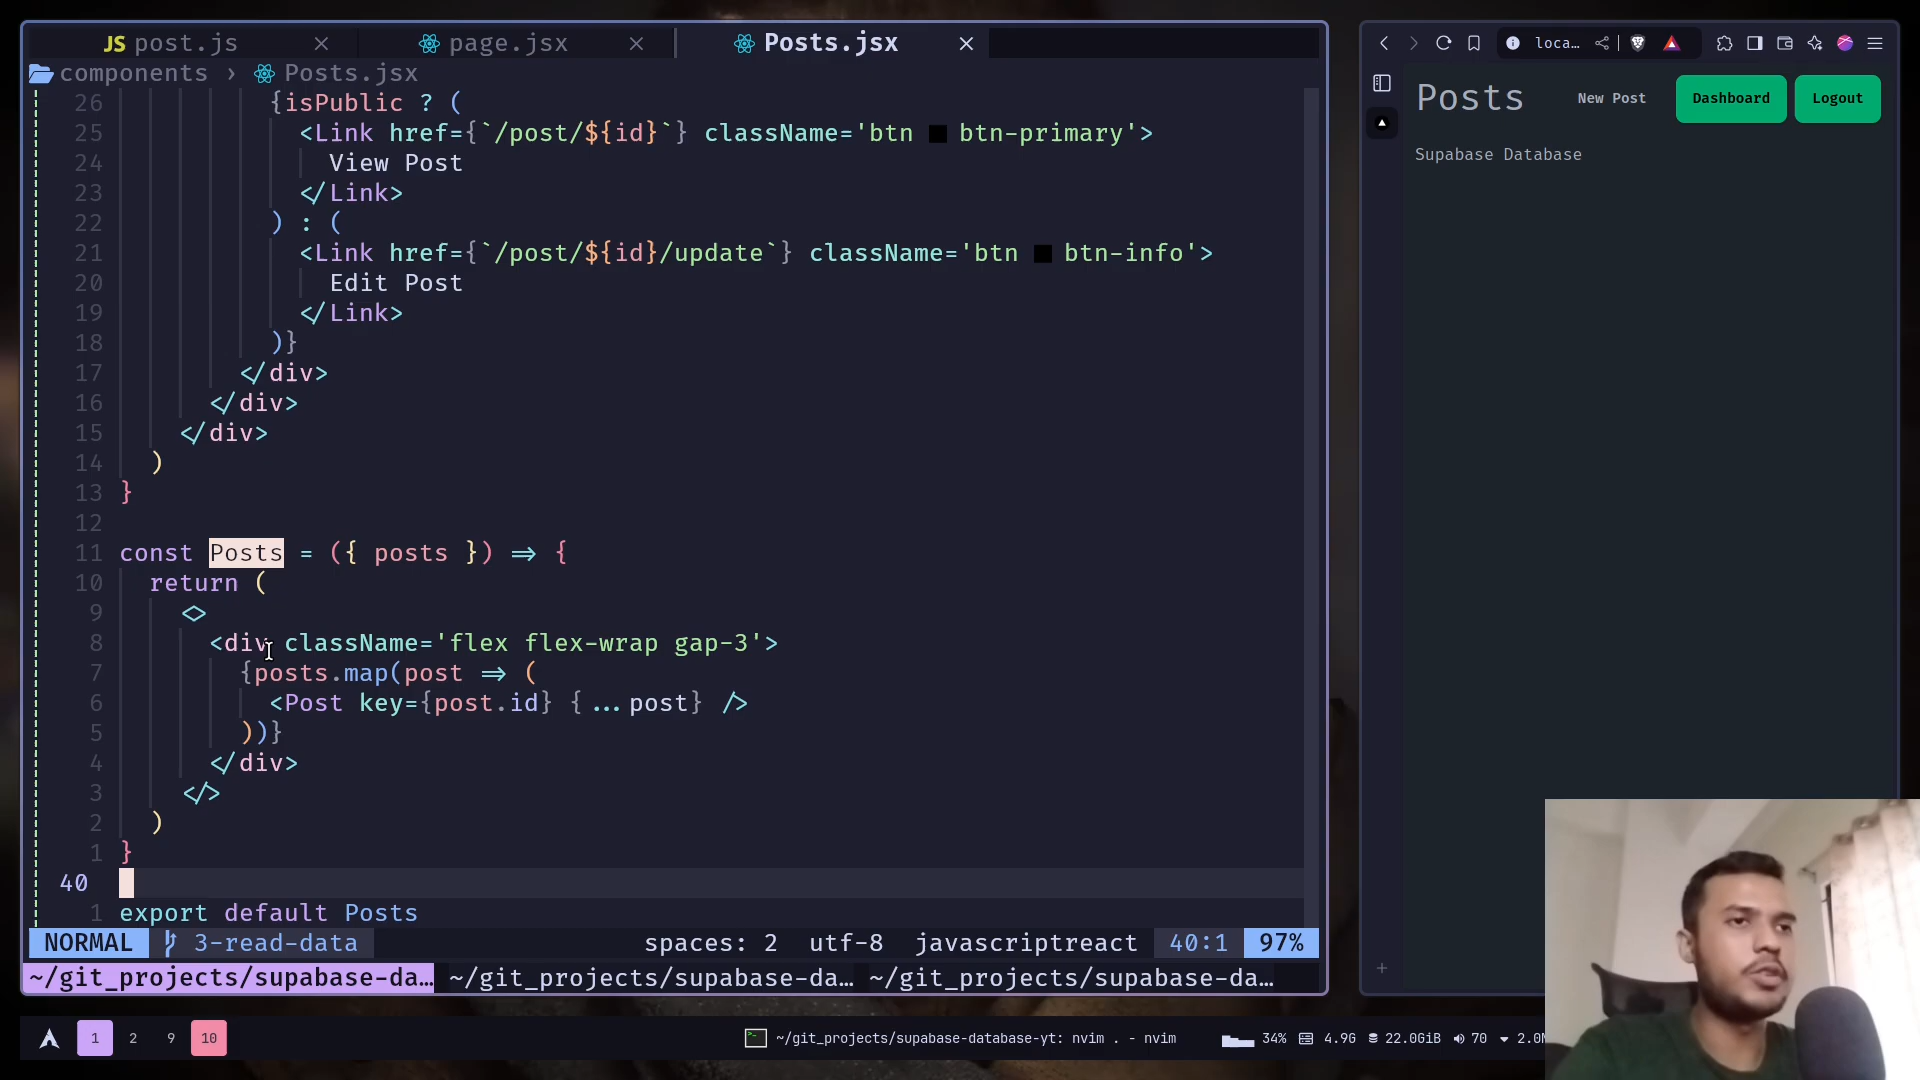 JS post.js page.jsx Posts.jsx
components › Posts.jsx
26 {isPublic ? (
25 <Link href={`/post/${id}`} className='btn btn-primary'>
24 View Post
23 </Link>
22 ) : (
21 <Link href={`/post/${id}/update`} className='btn btn-info'>
20 Edit Post
19 </Link>
18 )}
17 </div>
16 </div>
15 </div>
14 )
13 }
12
11 const Posts = ({ posts }) => {
10 return (
9 <>
8 <div className='flex flex-wrap gap-3'>
7 {posts.map(post => (
6 <Post key={post.id} {...post} />
5 ))}
4 </div>
3 </>
2 )
1 }
40
1 export default Posts
NORMAL 3-read-data spaces: 2 utf-8 javascriptreact 40:1 97%
~/git_projects/supabase-da… ~/git_projects/supabase-da… ~/git_projects/supabase-da…
loca…
Posts New Post Dashboard Logout
Supabase Database
1 2 9 10 ~/git_projects/supabase-database-yt: nvim . - nvim 34% 4.9G 22.0GiB 70